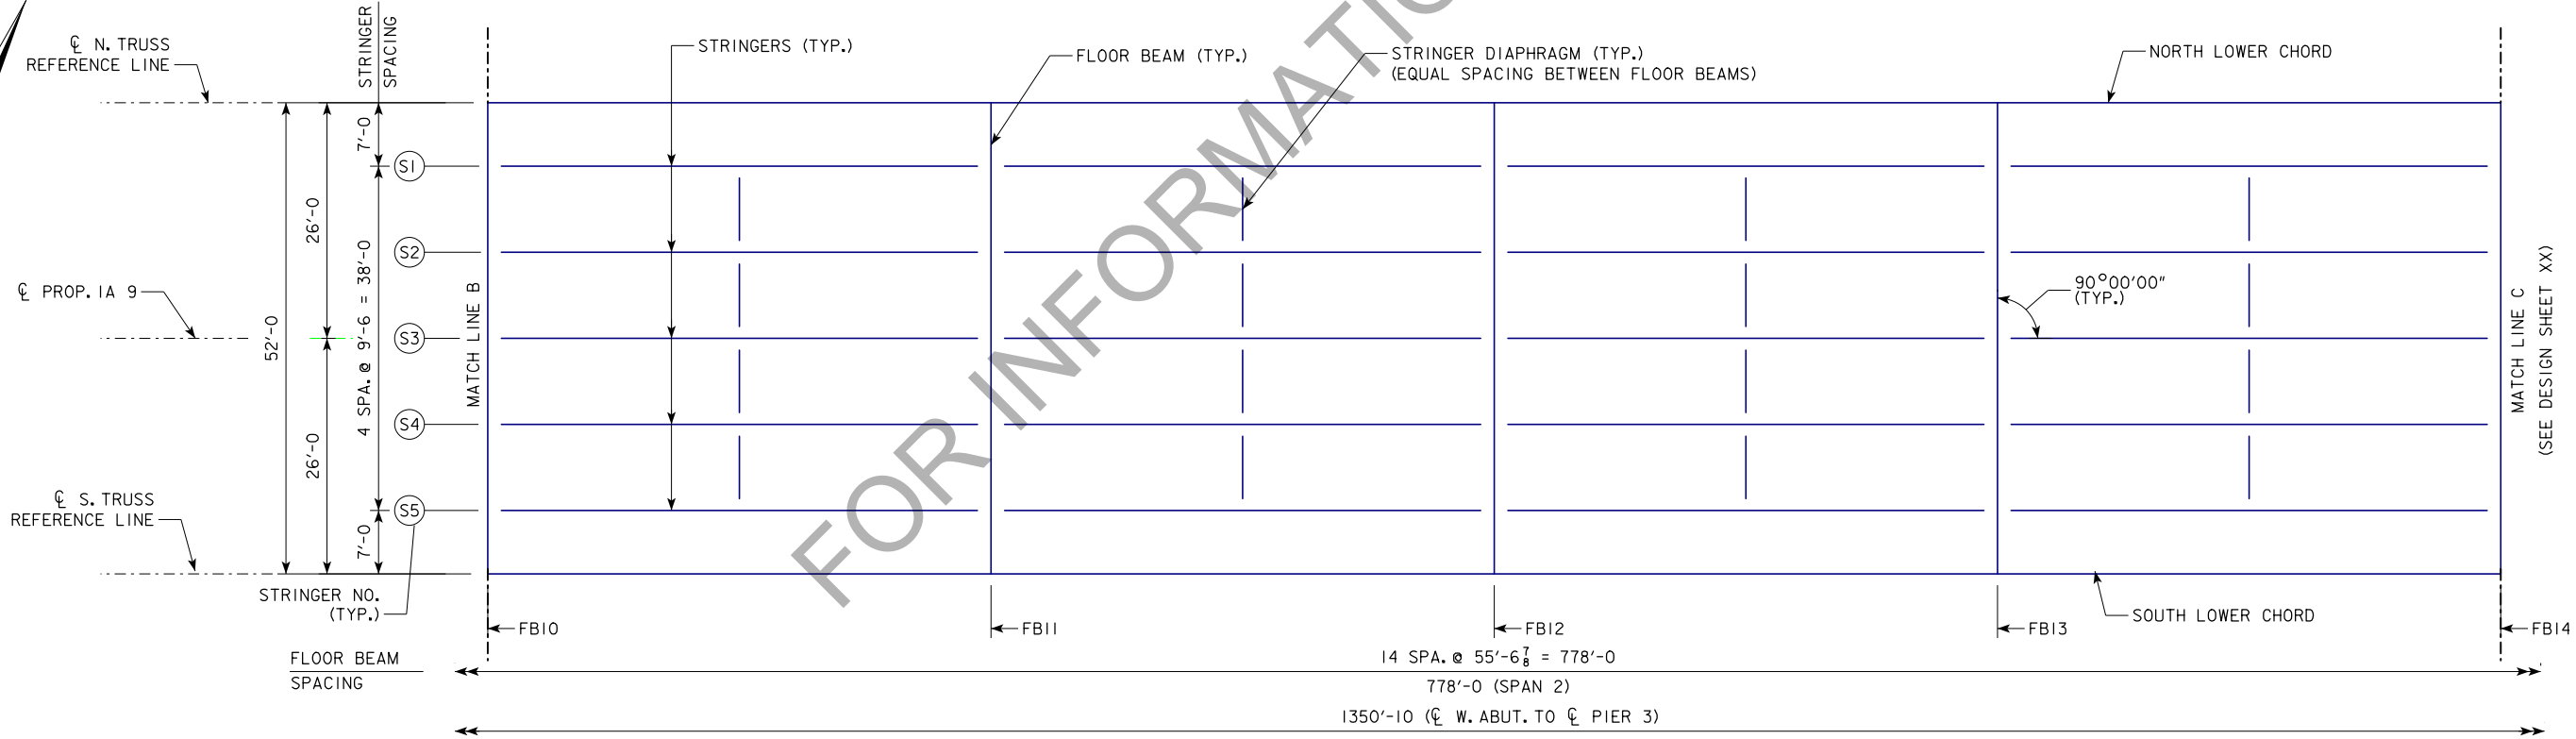 ℄ N. TRUSS
REFERENCE LINE
STRINGER
SPACING
STRINGERS (TYP.)
FLOOR BEAM (TYP.)
STRINGER DIAPHRAGM (TYP.)
(EQUAL SPACING BETWEEN FLOOR BEAMS)
NORTH LOWER CHORD
7'-0
S1
S2
S3
S4
S5
26'-0
52'-0
4 SPA. @ 9'-6 = 38'-0
26'-0
7'-0
℄ PROP. IA 9
MATCH LINE B
90°00'00"
(TYP.)
MATCH LINE C
(SEE DESIGN SHEET XX)
℄ S. TRUSS
REFERENCE LINE
STRINGER NO.
(TYP.)
SOUTH LOWER CHORD
FB10
FB11
FB12
FB13
FB14
FLOOR BEAM
SPACING
14 SPA. @ 55'-6⅞ = 778'-0
778'-0 (SPAN 2)
1350'-10 (℄ W. ABUT. TO ℄ PIER 3)
FOR INFORMATIO